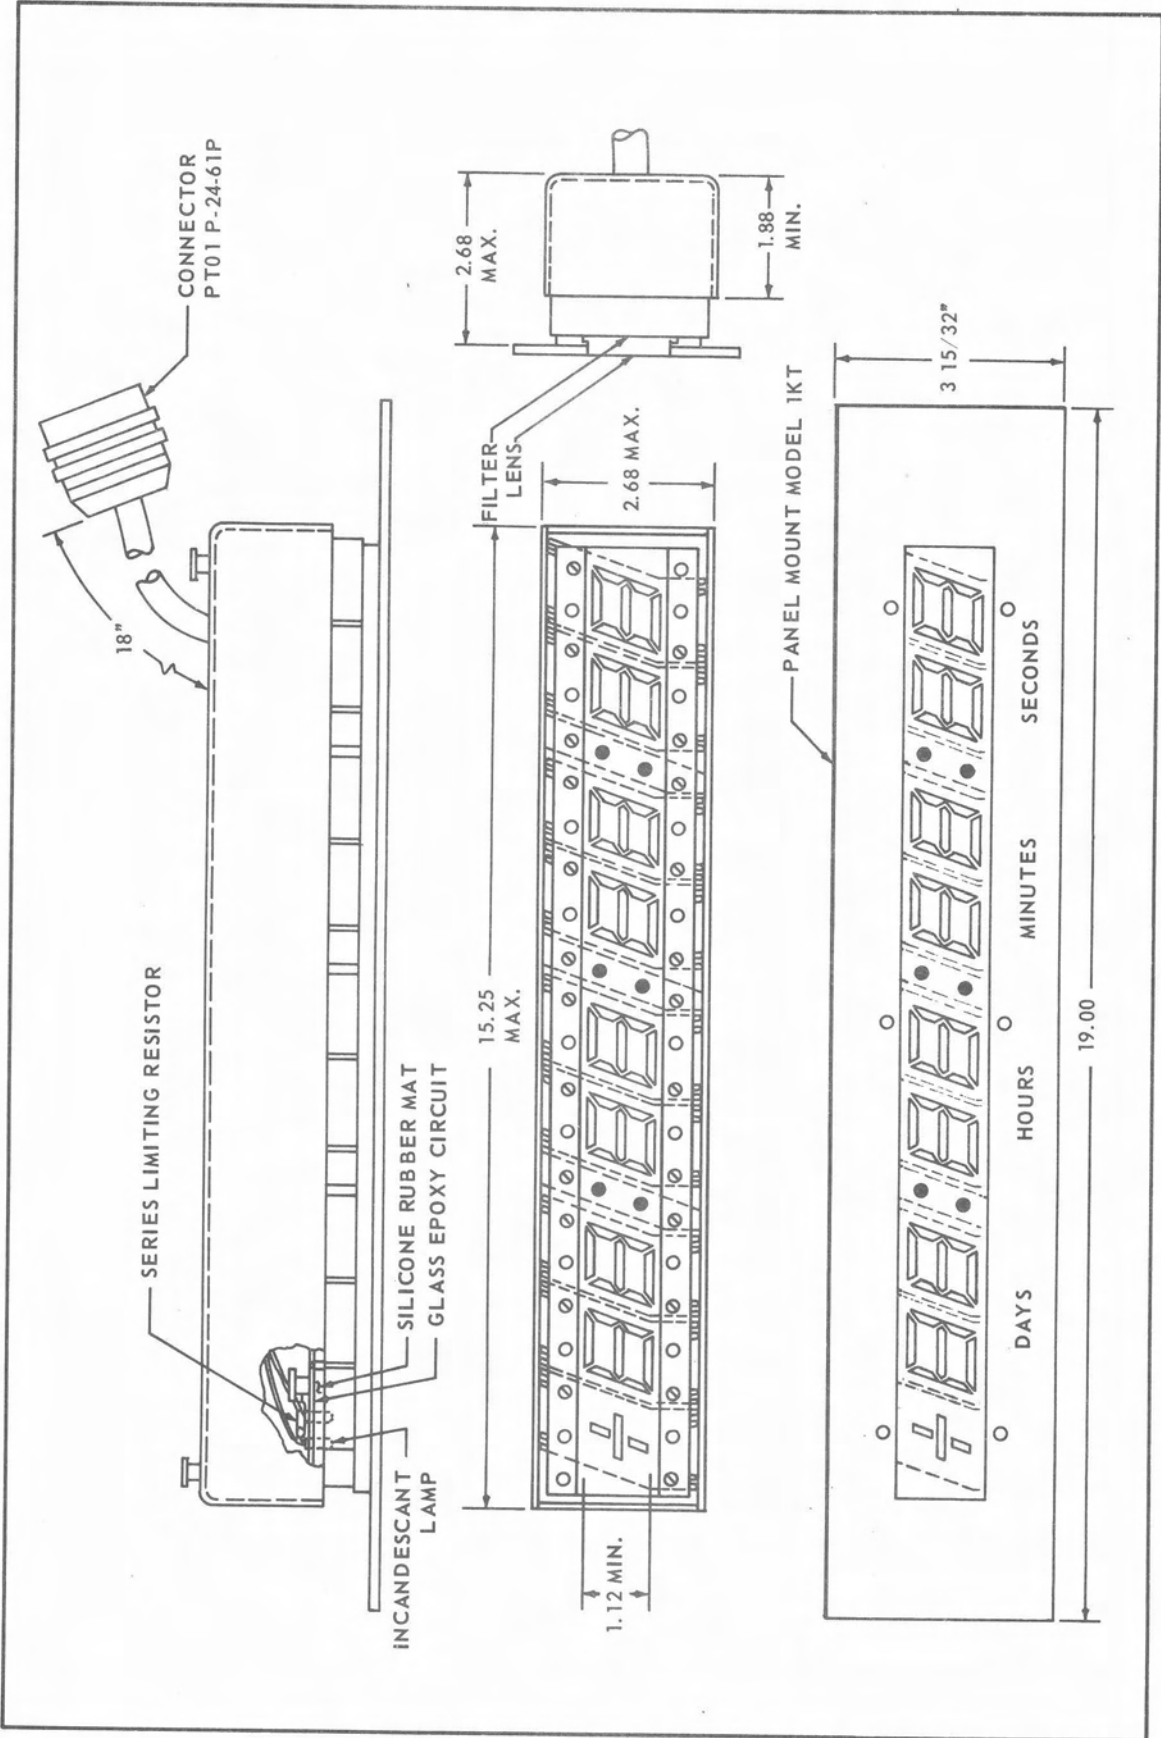 CONNECTOR
PT01 P-24-61P
18"
SERIES LIMITING RESISTOR
SILICONE RUBBER MAT
GLASS EPOXY CIRCUIT
INCANDESCANT
LAMP
2.68
MAX.
1.88
MIN.
FILTER
LENS
15.25
MAX.
2.68 MAX.
1.12 MIN.
PANEL MOUNT MODEL 1KT
3 15/32"
DAYS
HOURS
MINUTES
SECONDS
19.00